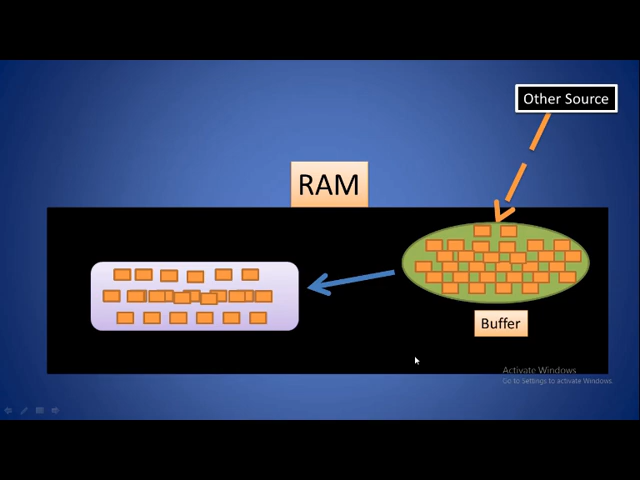 Other Source
RAM
Buffer
Activate Windows
Go to Settings to activate Windows.